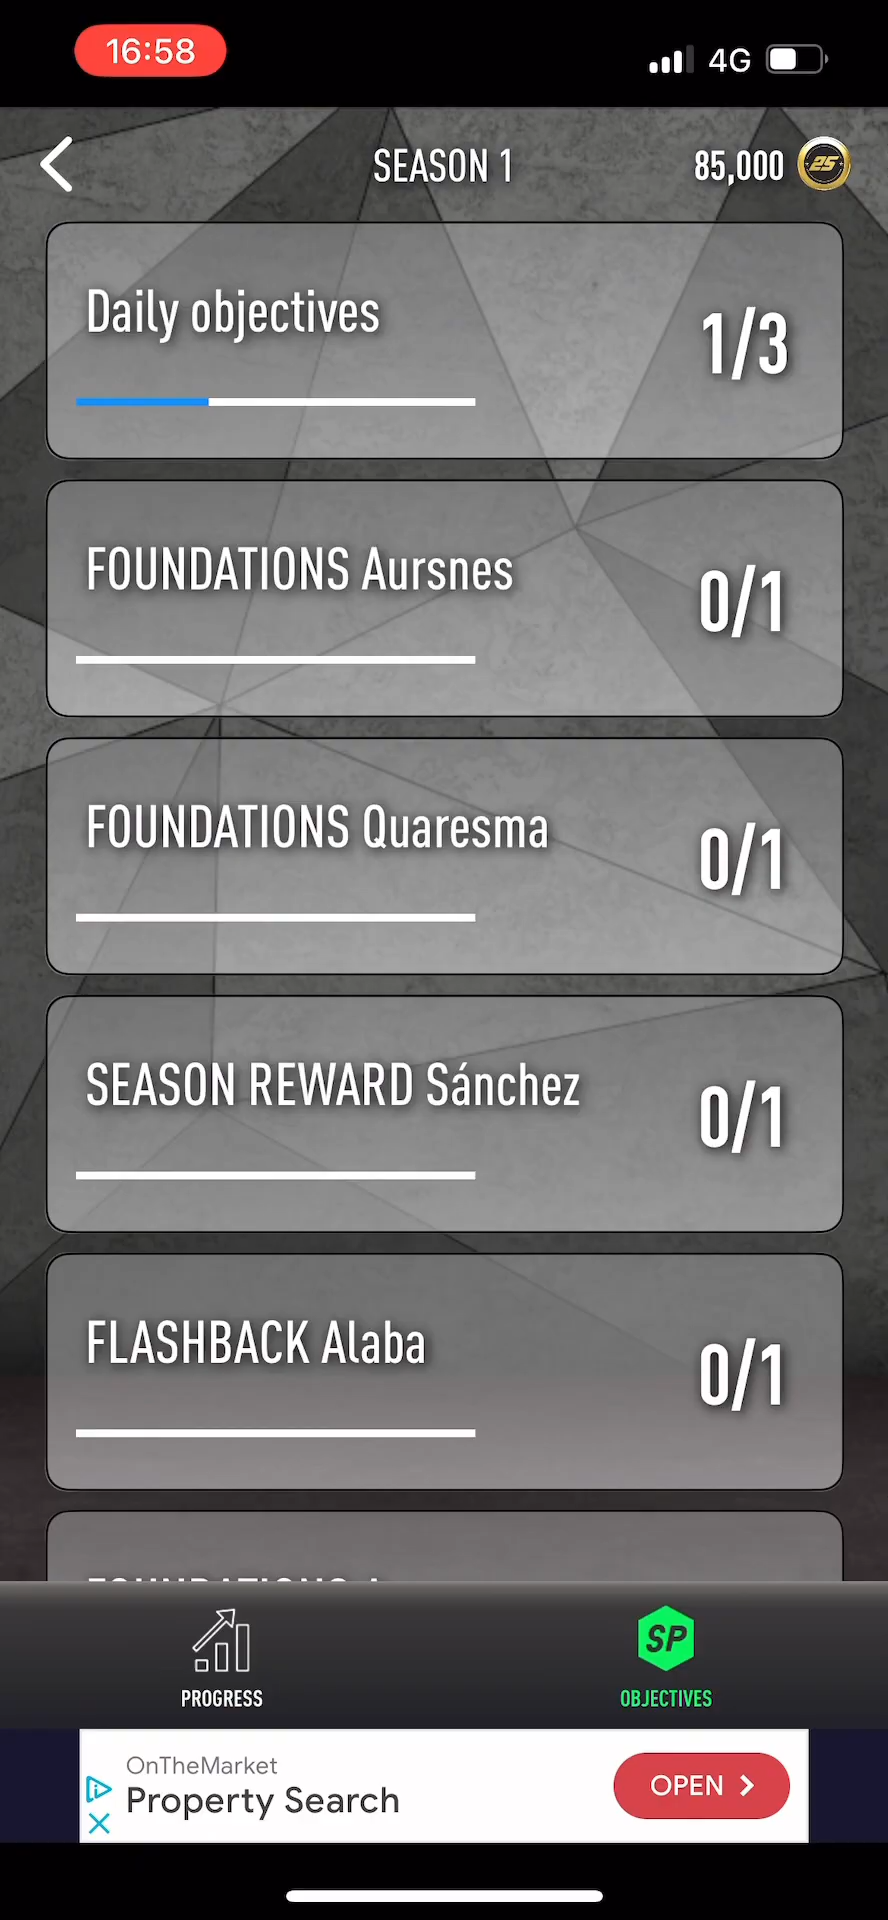 16:58
4G
SEASON 1
85,000
25
Daily objectives
1/3
FOUNDATIONS Aursnes
0/1
FOUNDATIONS Quaresma
0/1
SEASON REWARD Sánchez
0/1
FLASHBACK Alaba
0/1
SP
PROGRESS
OBJECTIVES
OnTheMarket
Property Search
OPEN